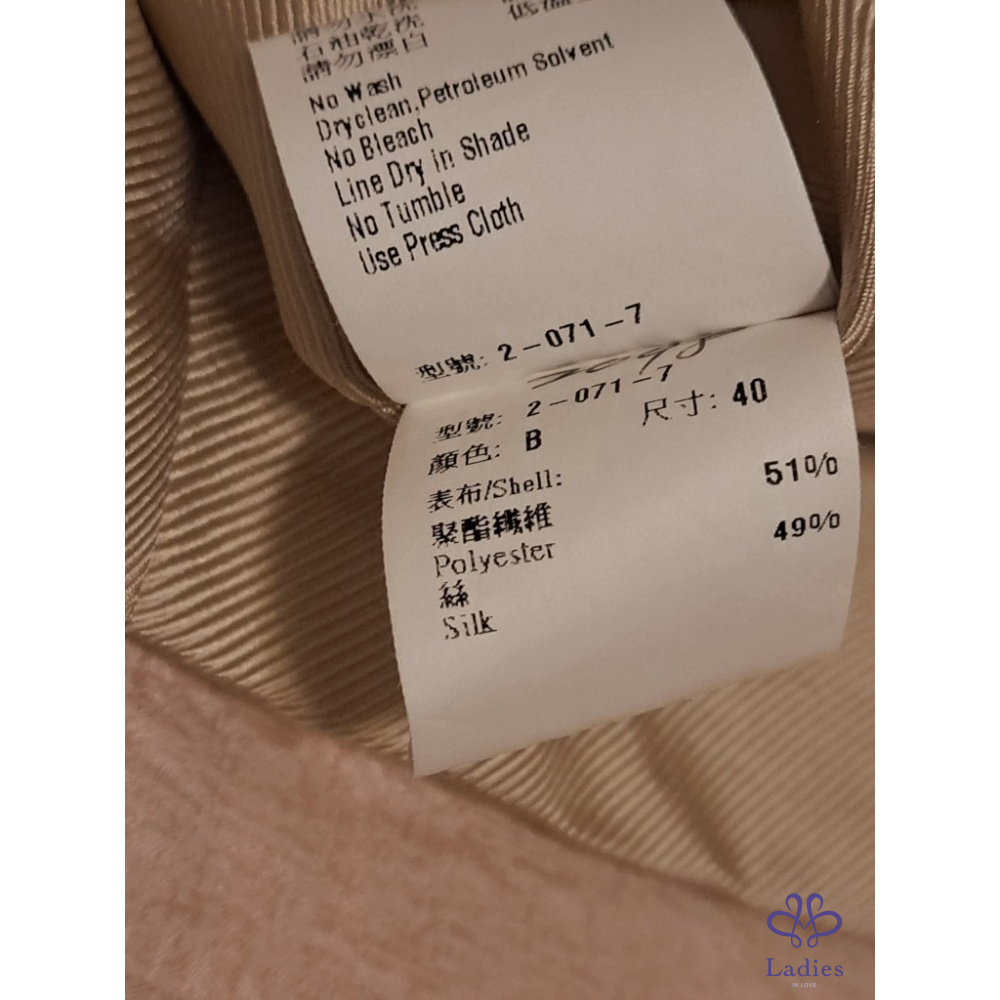 石油乾洗
請勿漂白
No Wash
Dryclean,Petroleum Solvent
No Bleach
Line Dry in Shade
No Tumble
Use Press Cloth
型號: 2-071-7
型號: 2-071-7
顏色: B 尺寸: 40
表布/Shell:
聚酯纖維 51%
Polyester
絲 49%
Silk
Ladies
IN LOVE